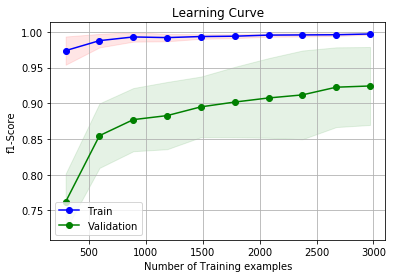 Learning Curve
f1-Score
1.00
0.95
0.90
0.85
0.80
0.75
Train
Validation
500 1000 1500 2000 2500 3000
Number of Training examples